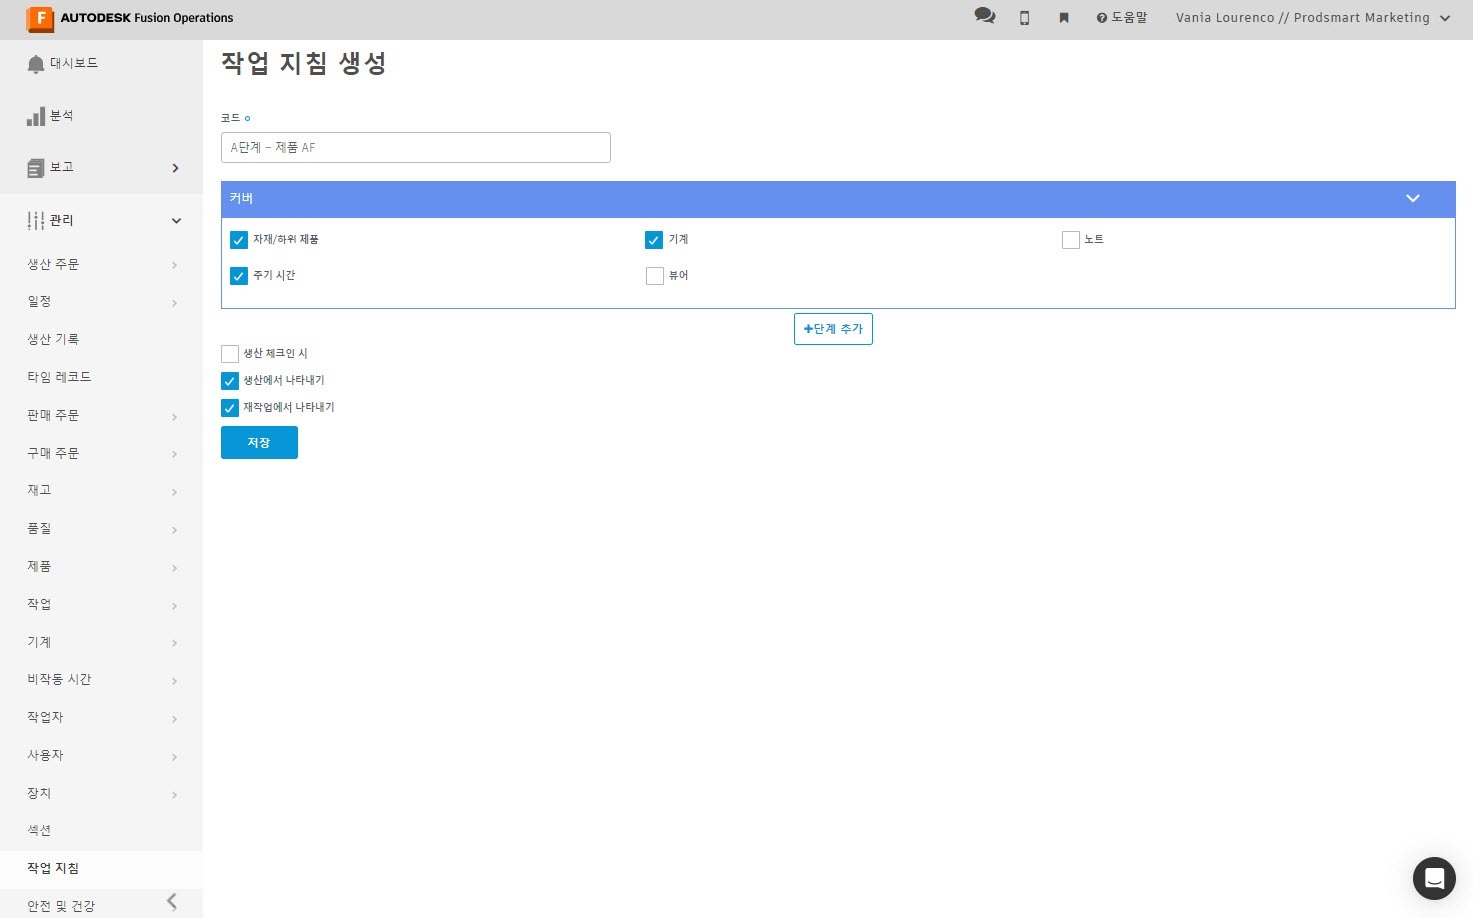 F AUTODESK Fusion Operations
도움말
Vania Lourenco // Prodsmart Marketing
대시보드
분석
보고
관리
생산 주문
일정
생산 기록
타임 레코드
판매 주문
구매 주문
재고
품질
제품
작업
기계
비작동 시간
작업자
사용자
장치
섹션
작업 지침
안전 및 건강
작업 지침 생성
코드
A단계 – 제품 AF
커버
자재/하위 제품
기계
노트
주기 시간
뷰어
+단계 추가
생산 체크인 시
생산에서 나타내기
재작업에서 나타내기
저장